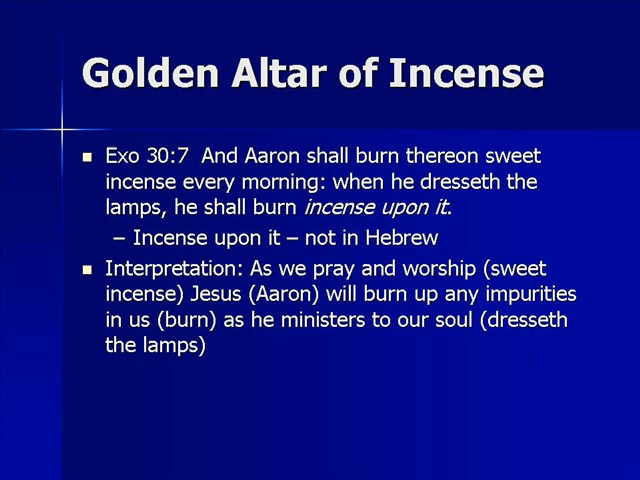 Golden Altar of Incense
Exo 30:7  And Aaron shall burn thereon sweet
incense every morning: when he dresseth the
lamps, he shall burn incense upon it.
– Incense upon it – not in Hebrew
Interpretation: As we pray and worship (sweet
incense) Jesus (Aaron) will burn up any impurities
in us (burn) as he ministers to our soul (dresseth
the lamps)